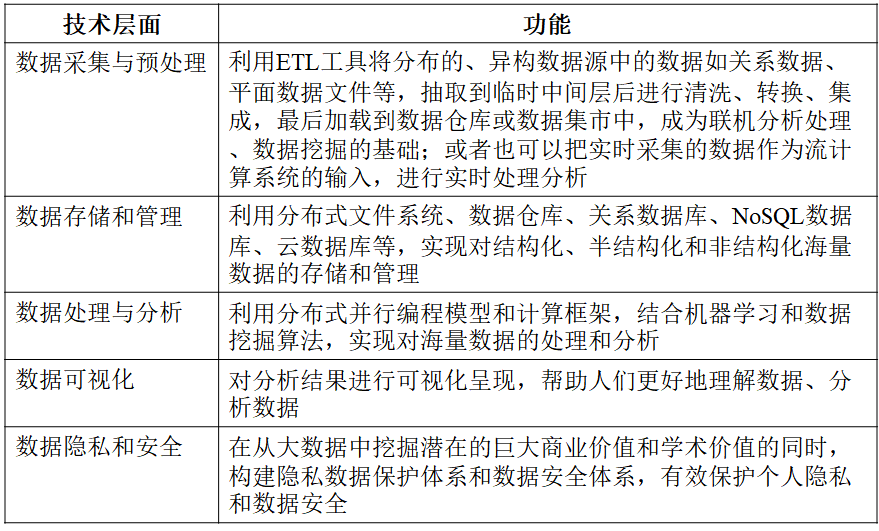 技术层面 功能
数据采集与预处理 利用ETL工具将分布的、异构数据源中的数据如关系数据、
平面数据文件等，抽取到临时中间层后进行清洗、转换、集
成，最后加载到数据仓库或数据集市中，成为联机分析处理
、数据挖掘的基础；或者也可以把实时采集的数据作为流计
算系统的输入，进行实时处理分析
数据存储和管理 利用分布式文件系统、数据仓库、关系数据库、NoSQL数据
库、云数据库等，实现对结构化、半结构化和非结构化海量
数据的存储和管理
数据处理与分析 利用分布式并行编程模型和计算框架，结合机器学习和数据
挖掘算法，实现对海量数据的处理和分析
数据可视化 对分析结果进行可视化呈现，帮助人们更好地理解数据、分
析数据
数据隐私和安全 在从大数据中挖掘潜在的巨大商业价值和学术价值的同时，
构建隐私数据保护体系和数据安全体系，有效保护个人隐私
和数据安全